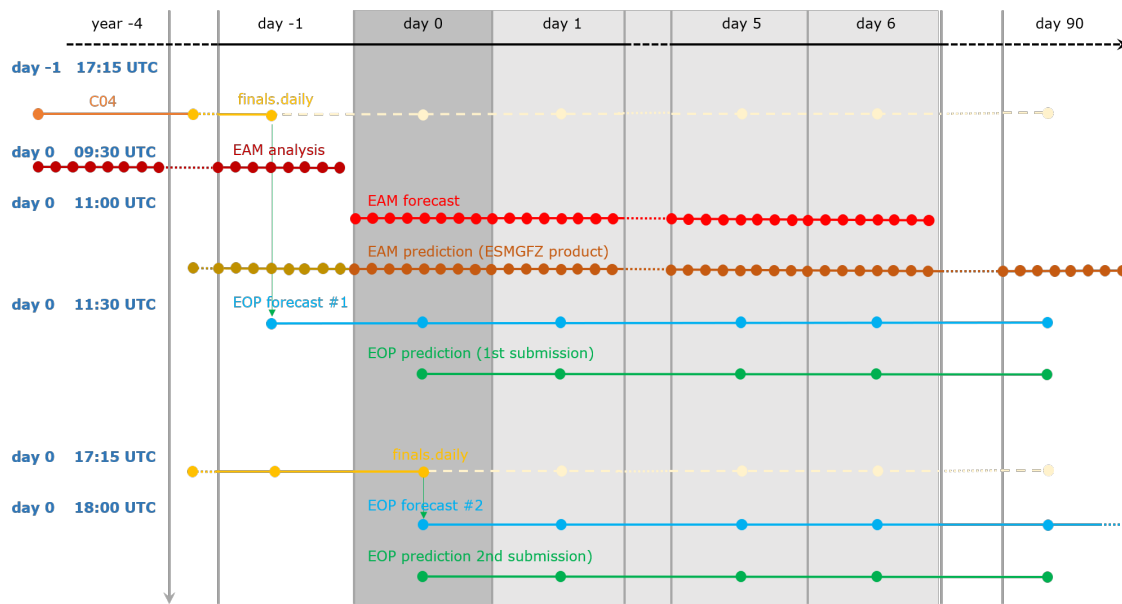 year -4 day -1 day 0 day 1 day 5 day 6 day 90
day -1 17:15 UTC
C04 finals.daily
day 0 09:30 UTC EAM analysis
day 0 11:00 UTC EAM forecast
EAM prediction (ESMGFZ product)
day 0 11:30 UTC EOP forecast #1
EOP prediction (1st submission)
day 0 17:15 UTC finals.daily
day 0 18:00 UTC EOP forecast #2
EOP prediction 2nd submission)